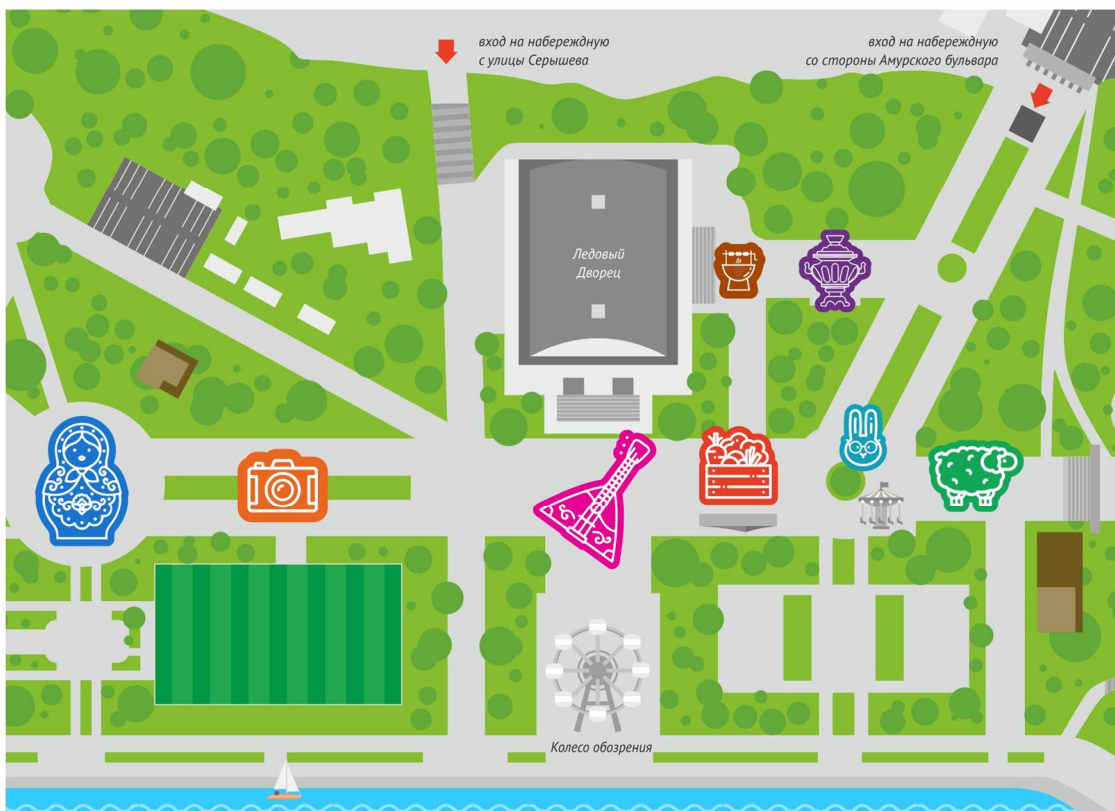 вход на набережную
с улицы Серышева
вход на набережную
со стороны Амурского бульвара
Ледовый
Дворец
Колесо обозрения